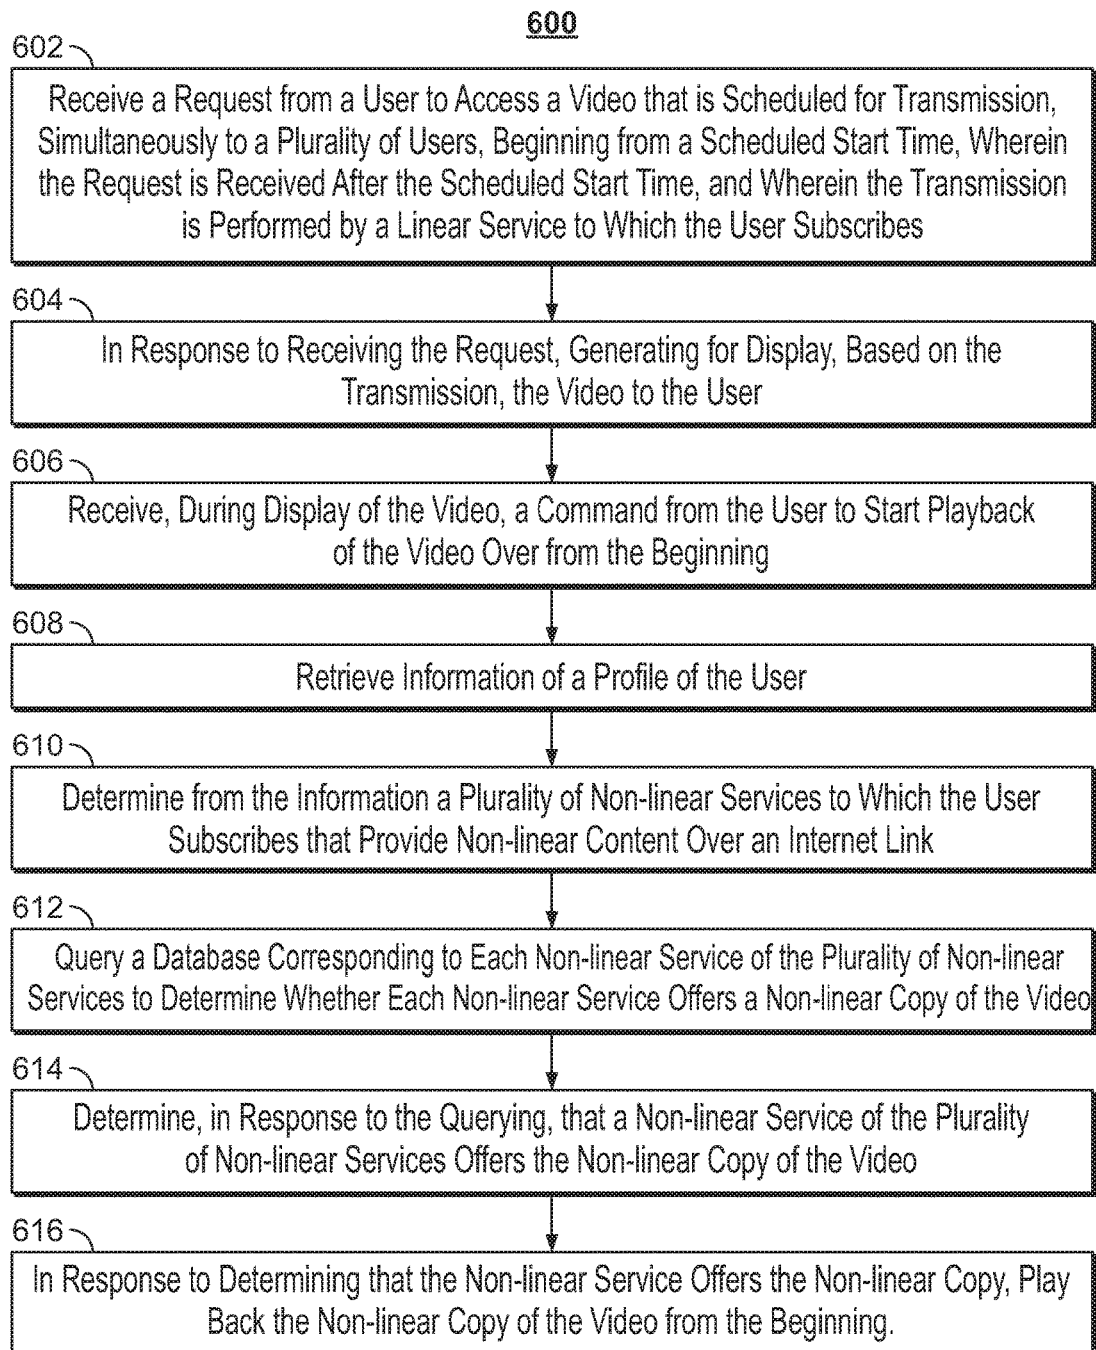 600
602
Receive a Request from a User to Access a Video that is Scheduled for Transmission,
Simultaneously to a Plurality of Users, Beginning from a Scheduled Start Time, Wherein
the Request is Received After the Scheduled Start Time, and Wherein the Transmission
is Performed by a Linear Service to Which the User Subscribes
604
In Response to Receiving the Request, Generating for Display, Based on the
Transmission, the Video to the User
606
Receive, During Display of the Video, a Command from the User to Start Playback
of the Video Over from the Beginning
608
Retrieve Information of a Profile of the User
610
Determine from the Information a Plurality of Non-linear Services to Which the User
Subscribes that Provide Non-linear Content Over an Internet Link
612
Query a Database Corresponding to Each Non-linear Service of the Plurality of Non-linear
Services to Determine Whether Each Non-linear Service Offers a Non-linear Copy of the Video
614
Determine, in Response to the Querying, that a Non-linear Service of the Plurality
of Non-linear Services Offers the Non-linear Copy of the Video
616
In Response to Determining that the Non-linear Service Offers the Non-linear Copy, Play
Back the Non-linear Copy of the Video from the Beginning.